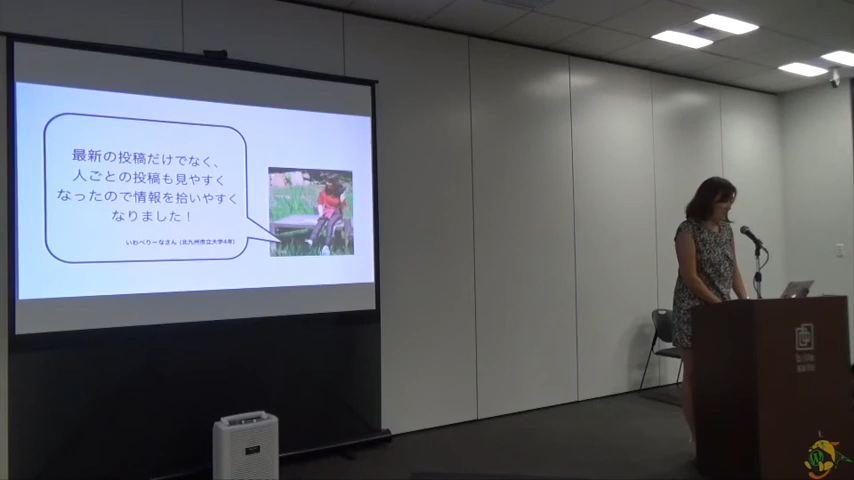 最新の投稿だけでなく、
人ごとの投稿も見やすく
なったので情報を拾いやすく
なりました！
いわべりーなさん (北九州市立大学4年)